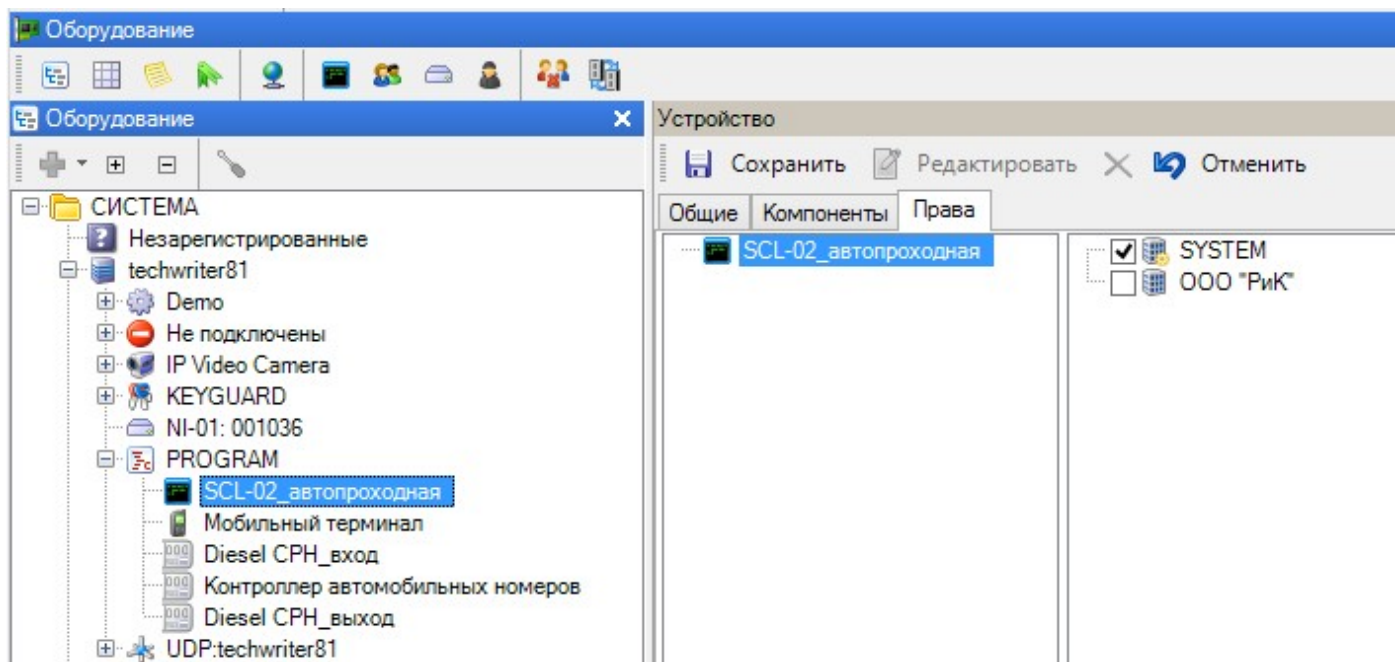 Оборудование
Оборудование
СИСТЕМА
Незарегистрированные
techwriter81
Demo
Не подключены
IP Video Camera
KEYGUARD
NI-01: 001036
PROGRAM
SCL-02_автопроходная
Мобильный терминал
Diesel СРН_вход
Контроллер автомобильных номеров
Diesel СРН_выход
UDP:techwriter81
Устройство
Сохранить Редактировать Отменить
Общие Компоненты Права
SCL-02_автопроходная
SYSTEM
ООО "РиК"